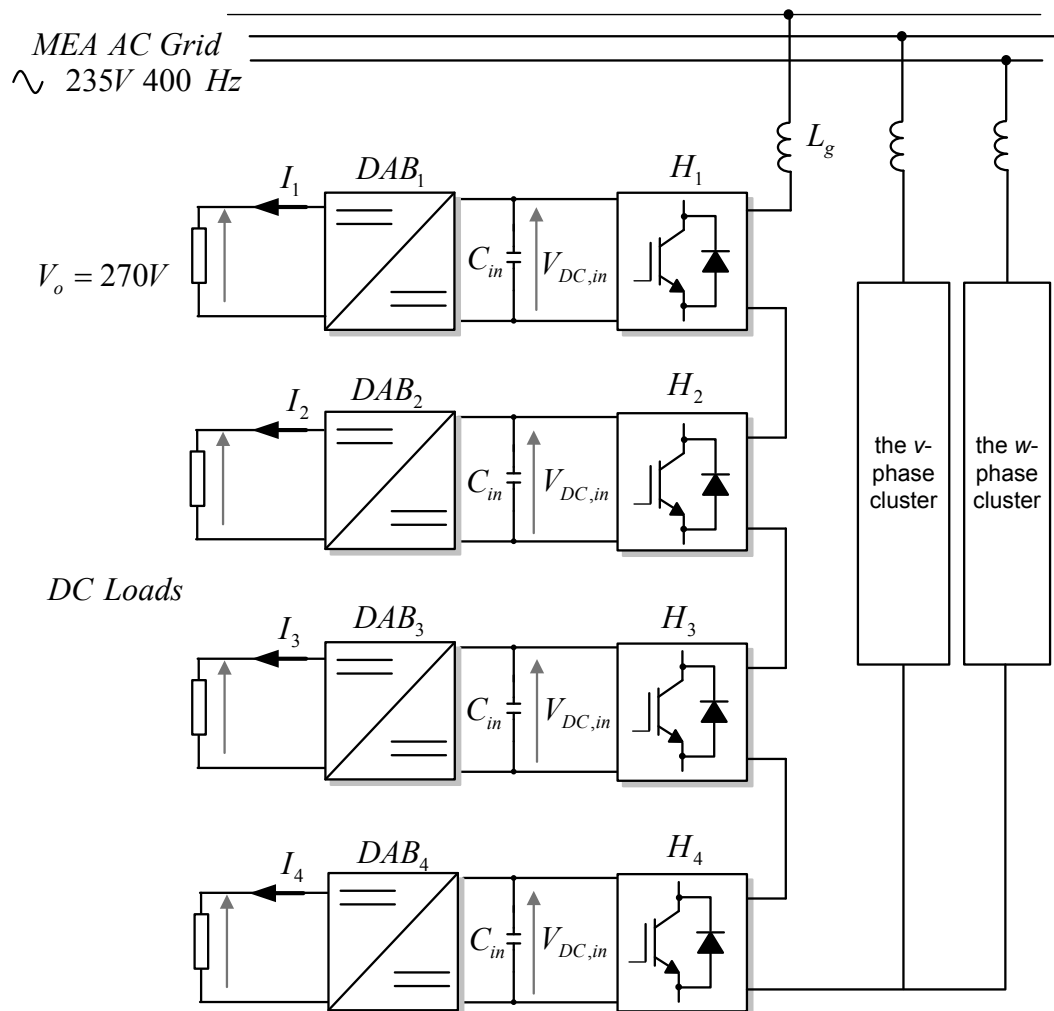 MEA AC Grid
∿ 235V 400 Hz
L_g
I_1
DAB_1
H_1
V_o = 270V
C_in
V_DC,in
I_2
DAB_2
H_2
C_in
V_DC,in
the v-
phase
cluster
the w-
phase
cluster
DC Loads
I_3
DAB_3
H_3
C_in
V_DC,in
I_4
DAB_4
H_4
C_in
V_DC,in